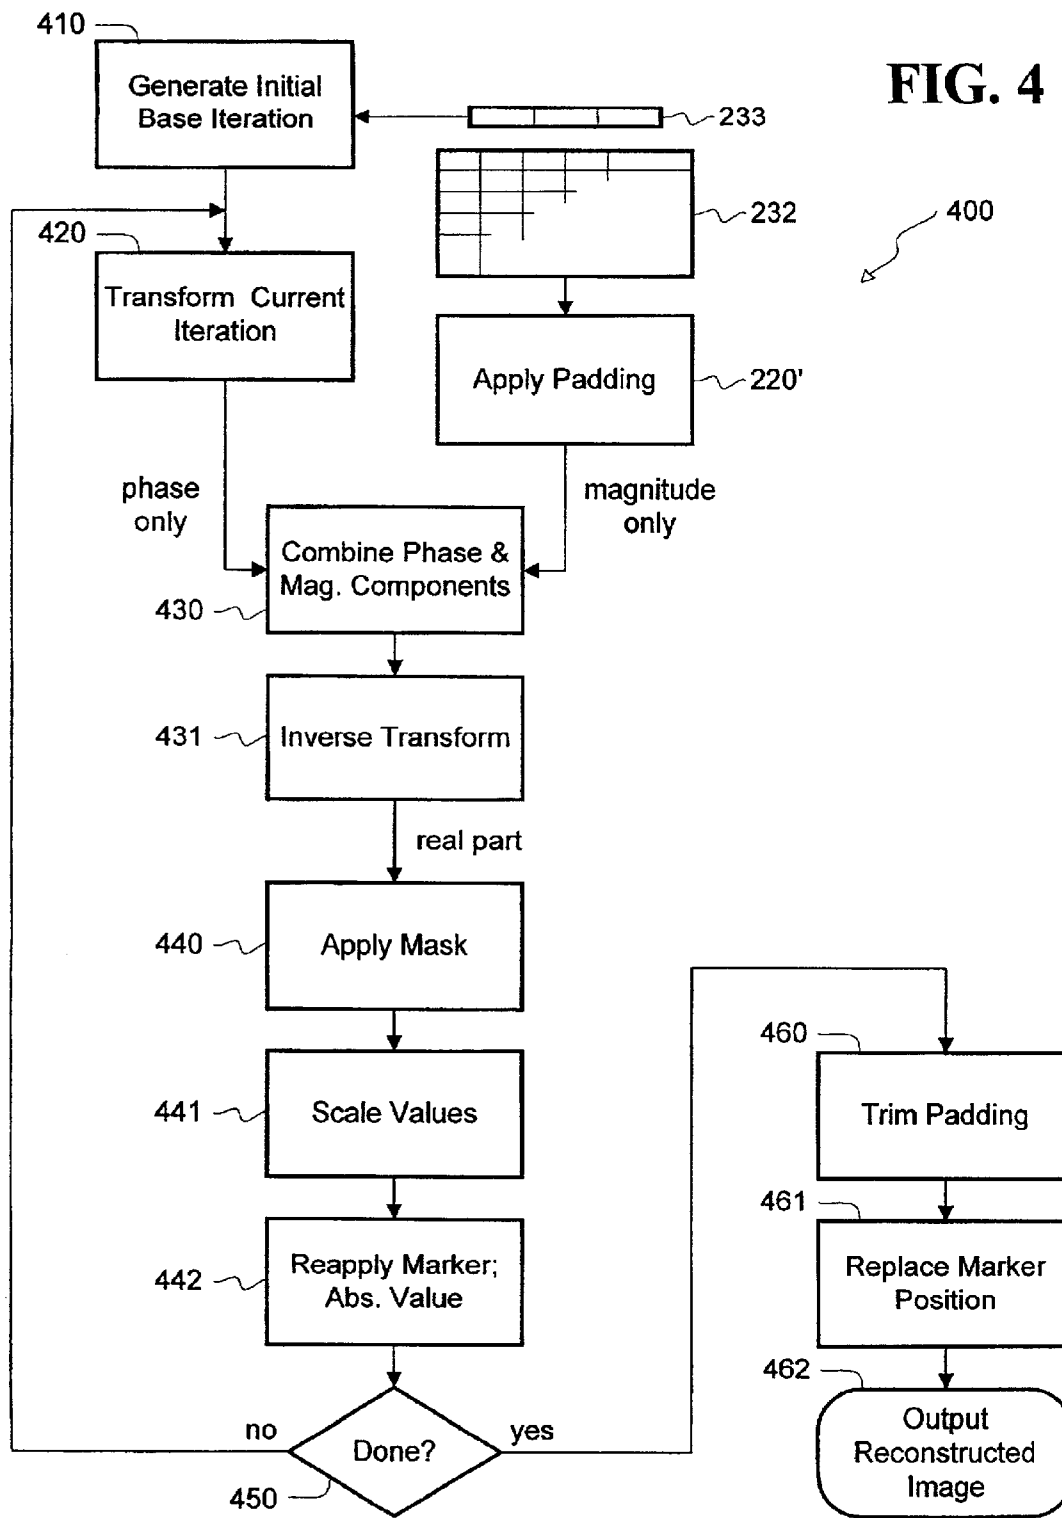 FIG. 4
410
Generate Initial
Base Iteration
233
232
400
420
Transform Current
Iteration
Apply Padding
220'
phase
only
magnitude
only
Combine Phase &
Mag. Components
430
431
Inverse Transform
real part
440
Apply Mask
441
Scale Values
442
Reapply Marker;
Abs. Value
no
Done?
yes
450
460
Trim Padding
461
Replace Marker
Position
462
Output
Reconstructed
Image